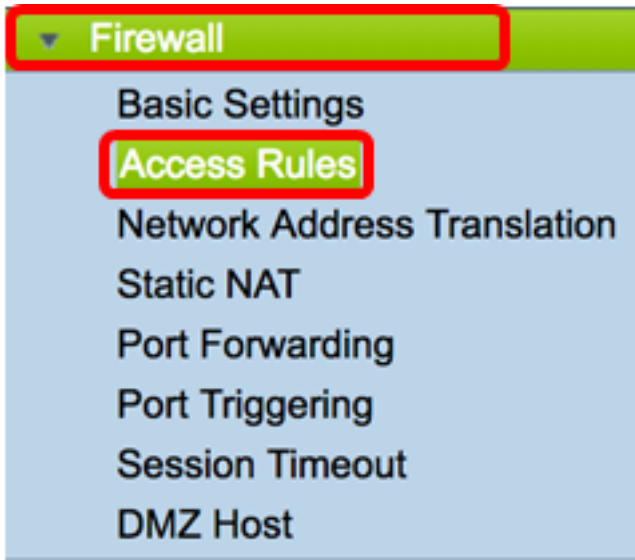 Firewall
Basic Settings
Access Rules
Network Address Translation
Static NAT
Port Forwarding
Port Triggering
Session Timeout
DMZ Host